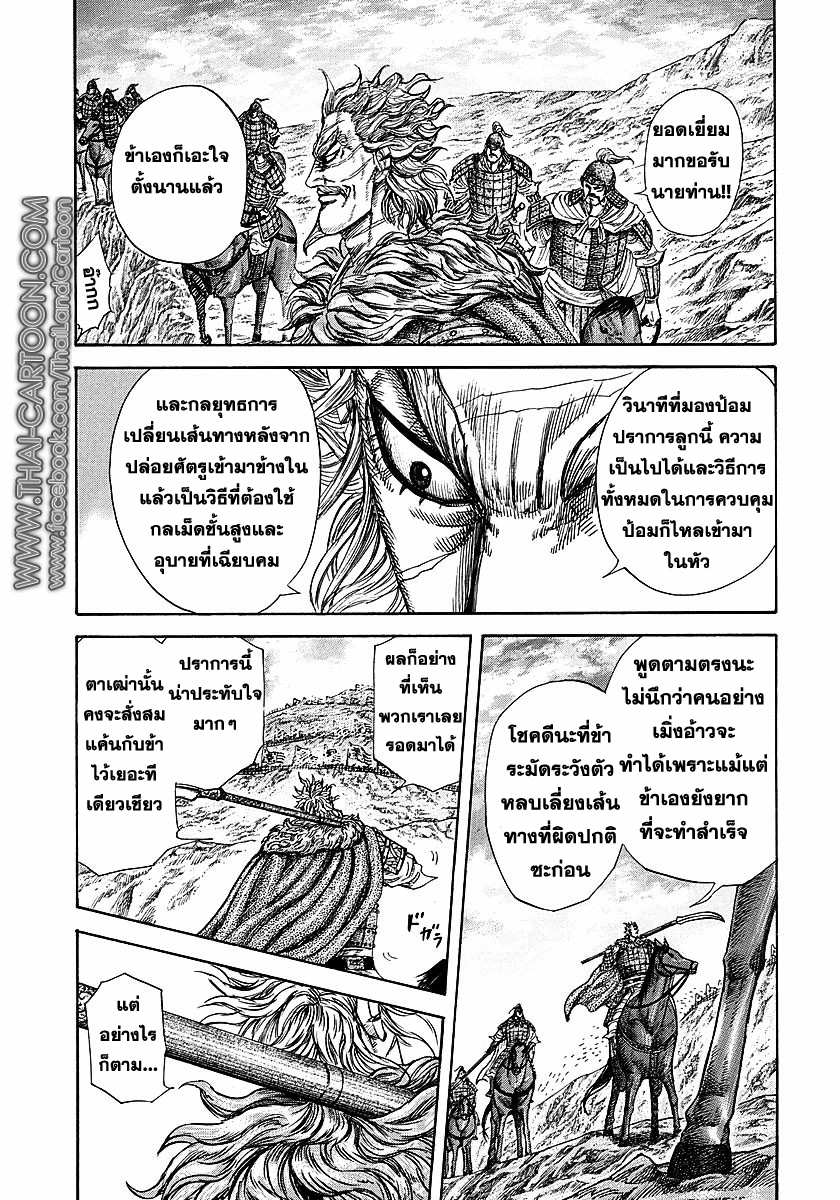 ยอดเยี่ยม
มากขอรับ
นายท่าน!!
ข้าเองก็เอะใจ
ตั้งนานแล้ว
อ๊ากก
วินาทีที่มองป้อม
ปราการลูกนี้ ความ
เป็นไปได้และวิธีการ
ทั้งหมดในการควบคุม
ป้อมก็ไหลเข้ามา
ในหัว
และกลยุทธการ
เปลี่ยนเส้นทางหลังจาก
ปล่อยศัตรูเข้ามาข้างใน
แล้วเป็นวิธีที่ต้องใช้
กลเม็ดชั้นสูงและ
อุบายที่เฉียบคม
พูดตามตรงนะ
ไม่นึกว่าคนอย่าง
เมิ่งอ้าวจะ
ทำได้เพราะแม้แต่
ข้าเองยังยาก
ที่จะทำสำเร็จ
โชคดีนะที่ข้า
ระมัดระวังตัว
หลบเลี่ยงเส้น
ทางที่ผิดปกติ
ซะก่อน
ผลก็อย่าง
ที่เห็น
พวกเราเลย
รอดมาได้
ปราการนี้
น่าประทับใจ
มากๆ
ตาเฒ่านั้น
คงจะสั่งสม
แค้นกับข้า
ไว้เยอะที
เดียวเชียว
ドガラ
แต่
อย่างไร
ก็ตาม...
WWW.THAI-CARTOON.COM
www.facebook.com/ThaiLandCartoon